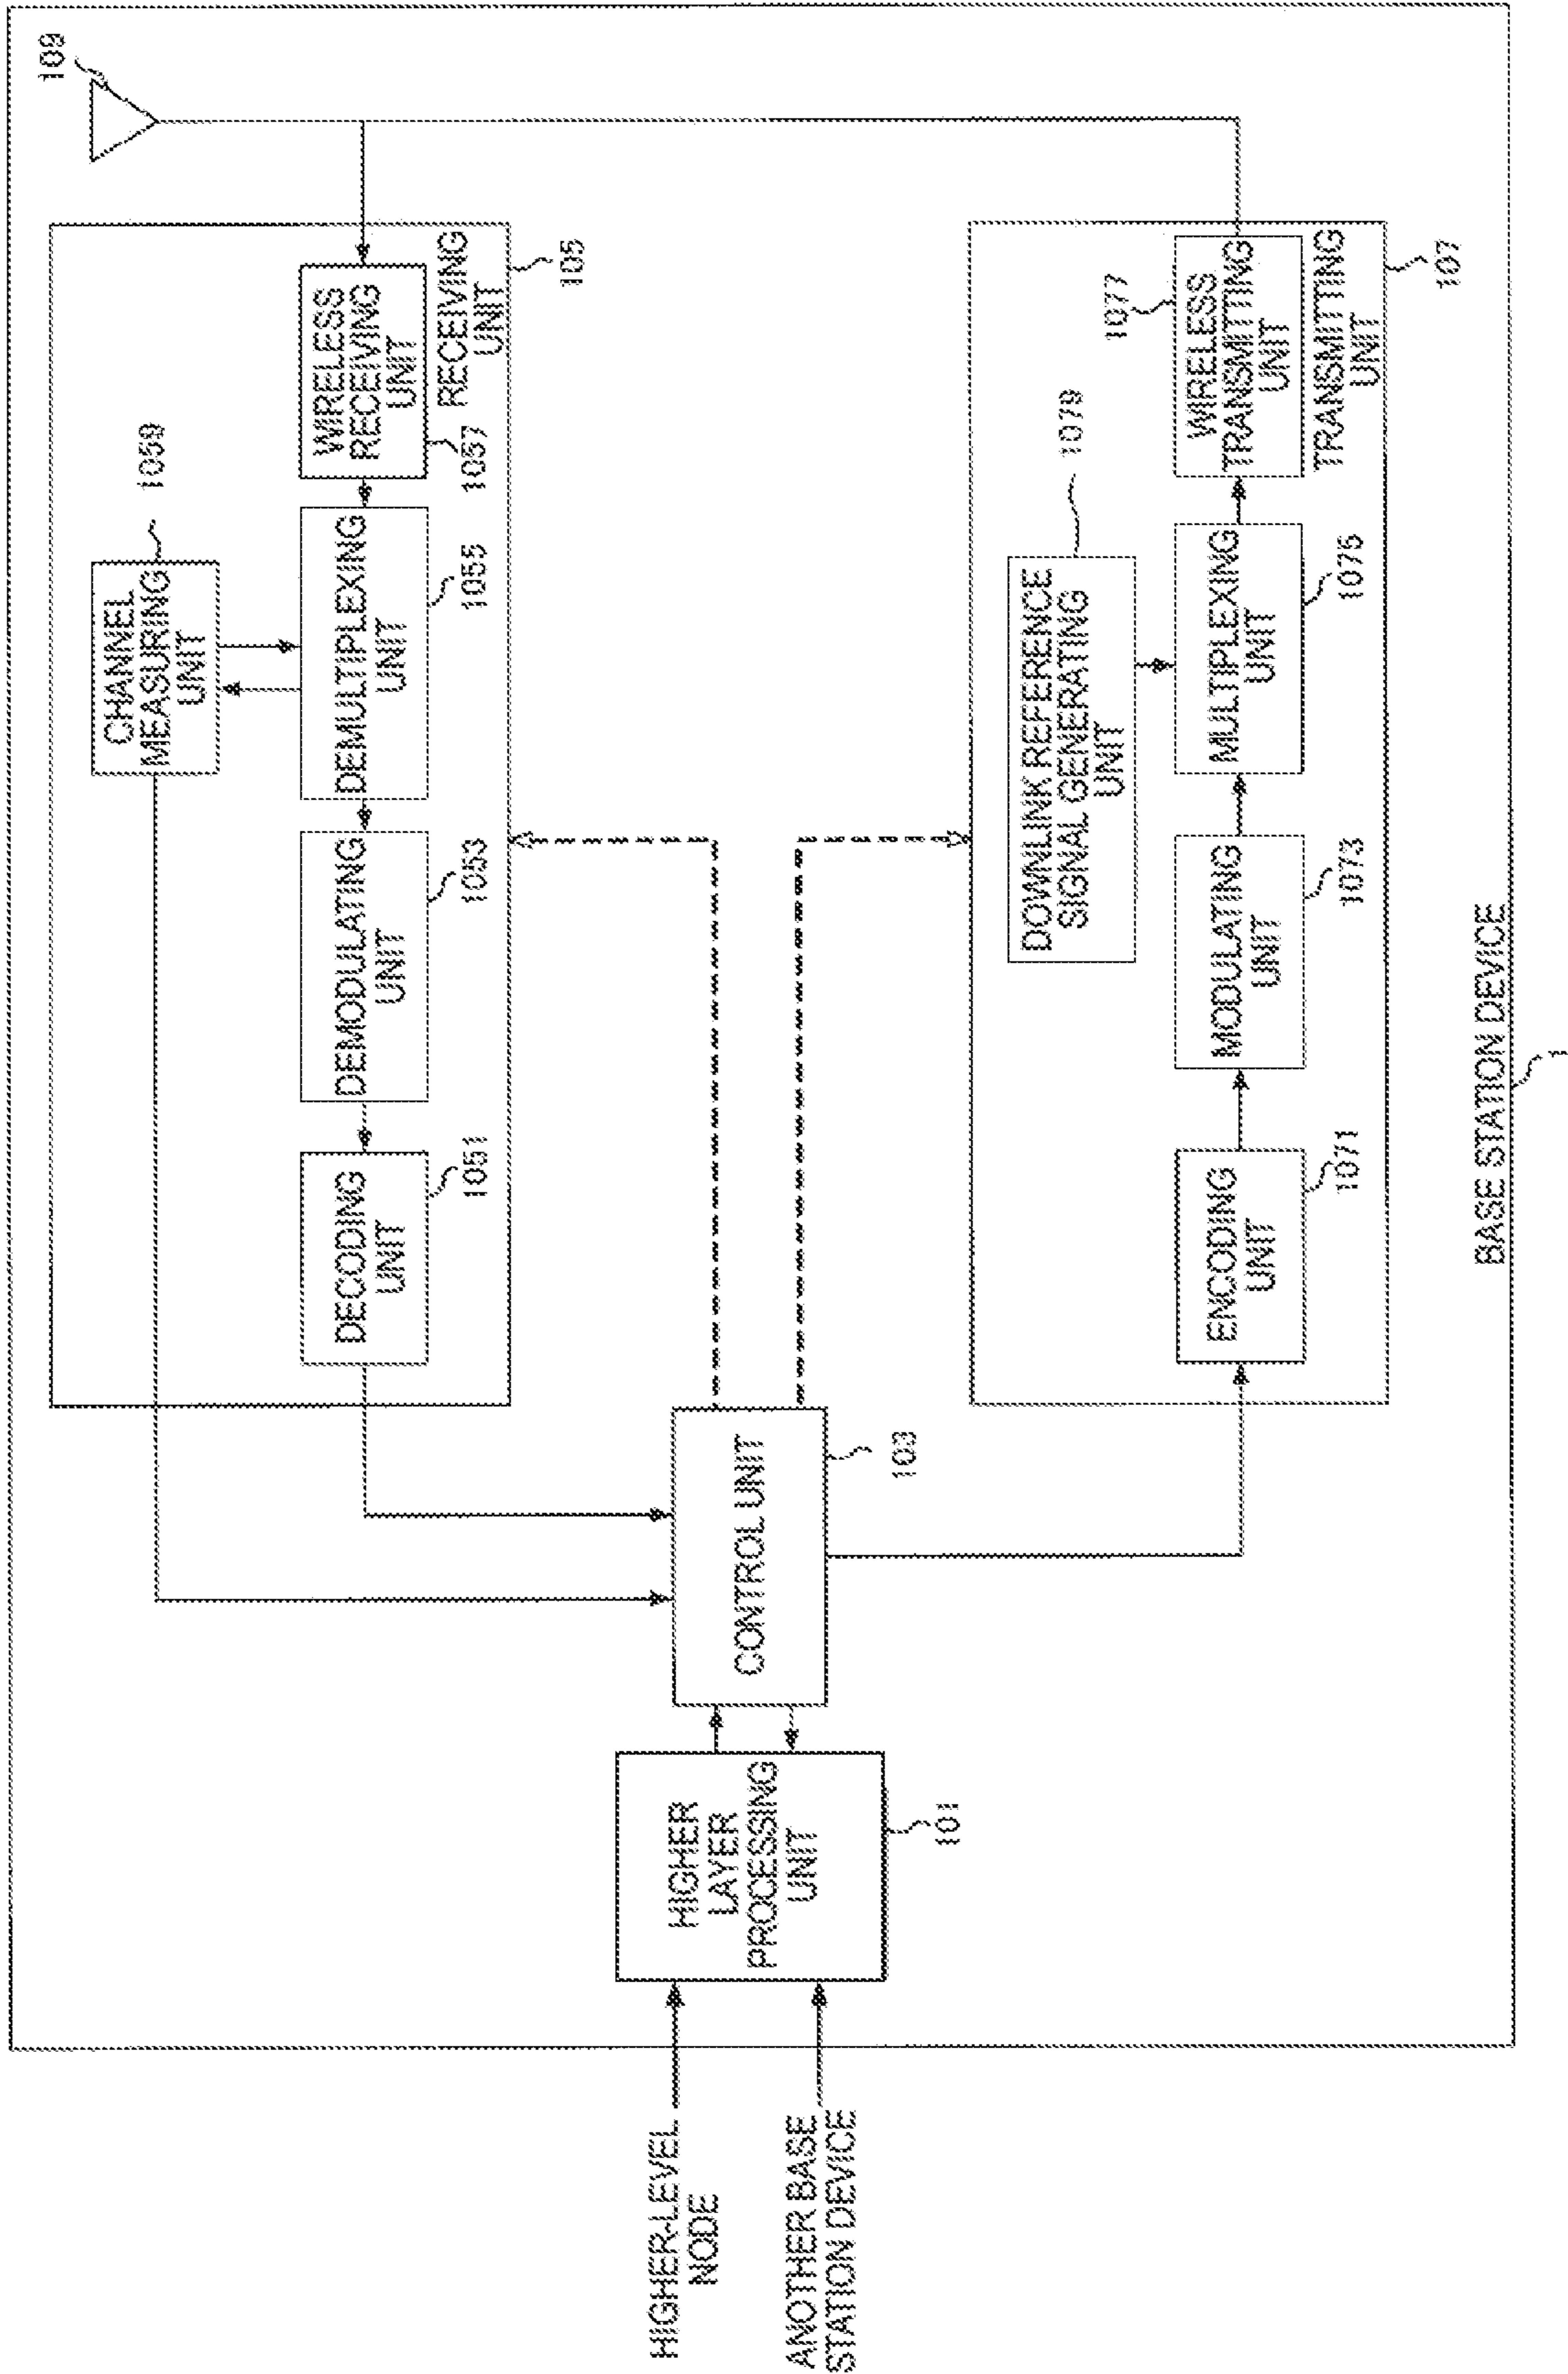 109
1059
CHANNEL
MEASURING
UNIT
DECODING
UNIT
1051
DEMODULATING
UNIT
1053
DEMULTIPLEXING
UNIT
1055
WIRELESS
RECEIVING
UNIT
1057
RECEIVING
UNIT
105
HIGHER-LEVEL
NODE
ANOTHER BASE
STATION DEVICE
HIGHER
LAYER
PROCESSING
UNIT
101
CONTROL UNIT
103
DOWNLINK REFERENCE
SIGNAL GENERATING
UNIT
1079
ENCODING
UNIT
1071
MODULATING
UNIT
1073
MULTIPLEXING
UNIT
1075
1077
WIRELESS
TRANSMITTING
UNIT
TRANSMITTING
UNIT
107
BASE STATION DEVICE
1